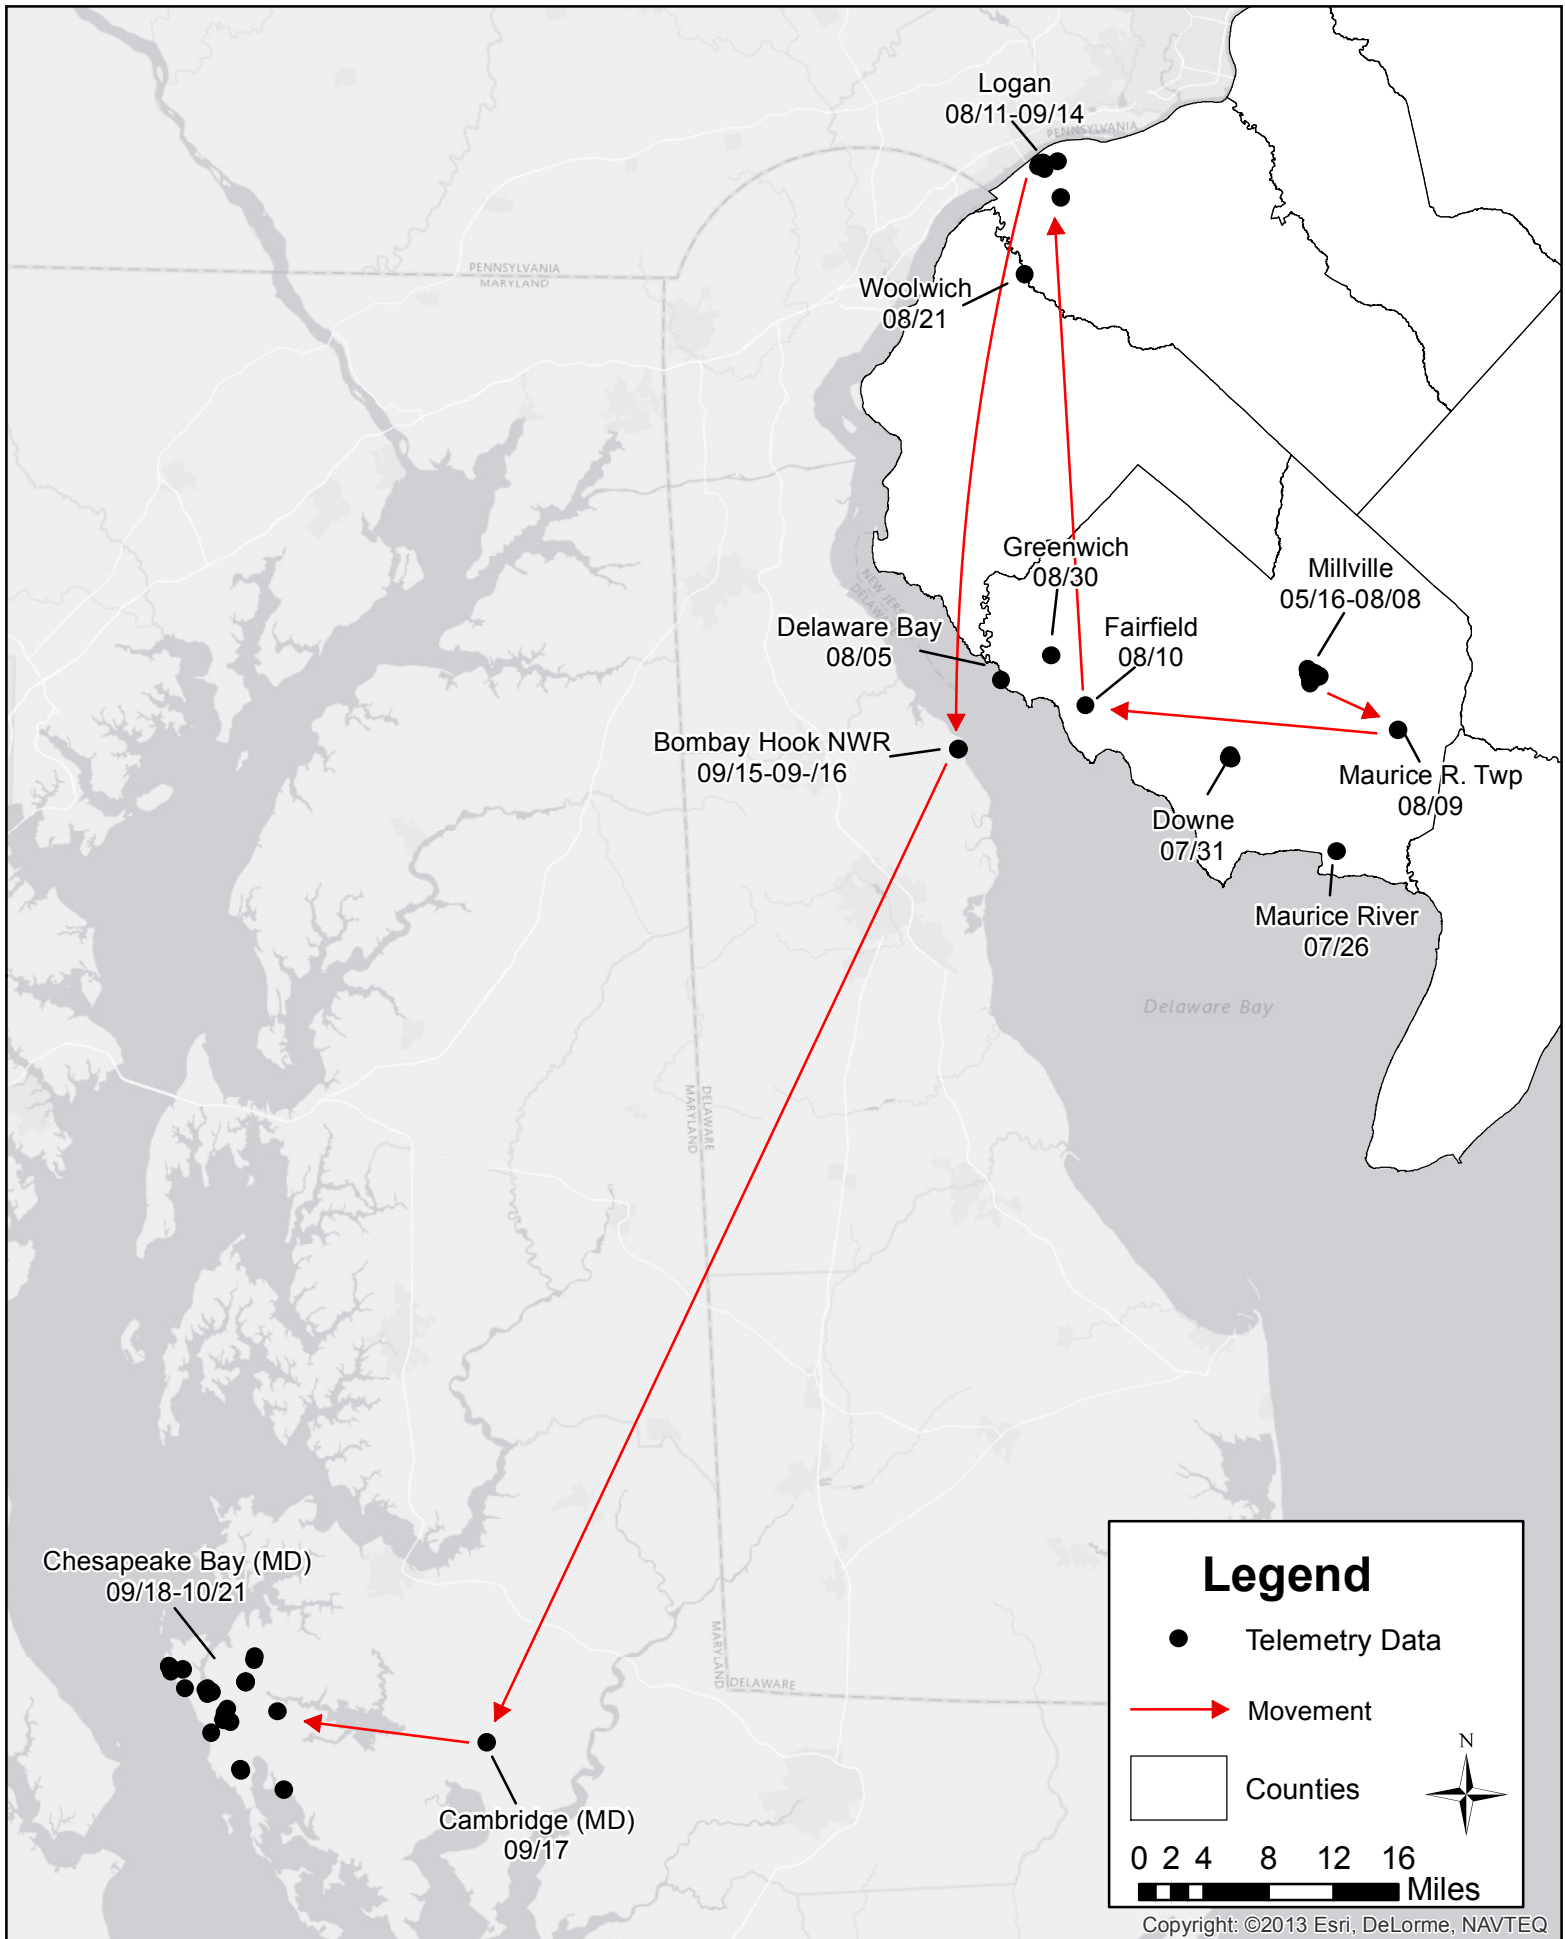 Logan
08/11-09/14
PENNSYLVANIA
PENNSYLVANIA
MARYLAND
Woolwich
08/21
Greenwich
08/30
Millville
05/16-08/08
NEW JERSEY
Delaware Bay
08/05
Fairfield
08/10
Bombay Hook NWR
09/15-09-/16
Maurice R. Twp
08/09
Downe
07/31
Maurice River
07/26
Delaware Bay
DELAWARE
MARYLAND
Chesapeake Bay (MD)
09/18-10/21
MARYLAND
DELAWARE
Cambridge (MD)
09/17
Legend
Telemetry Data
Movement
N
Counties
0 2 4 8 12 16
Miles
Copyright: ©2013 Esri, DeLorme, NAVTEQ